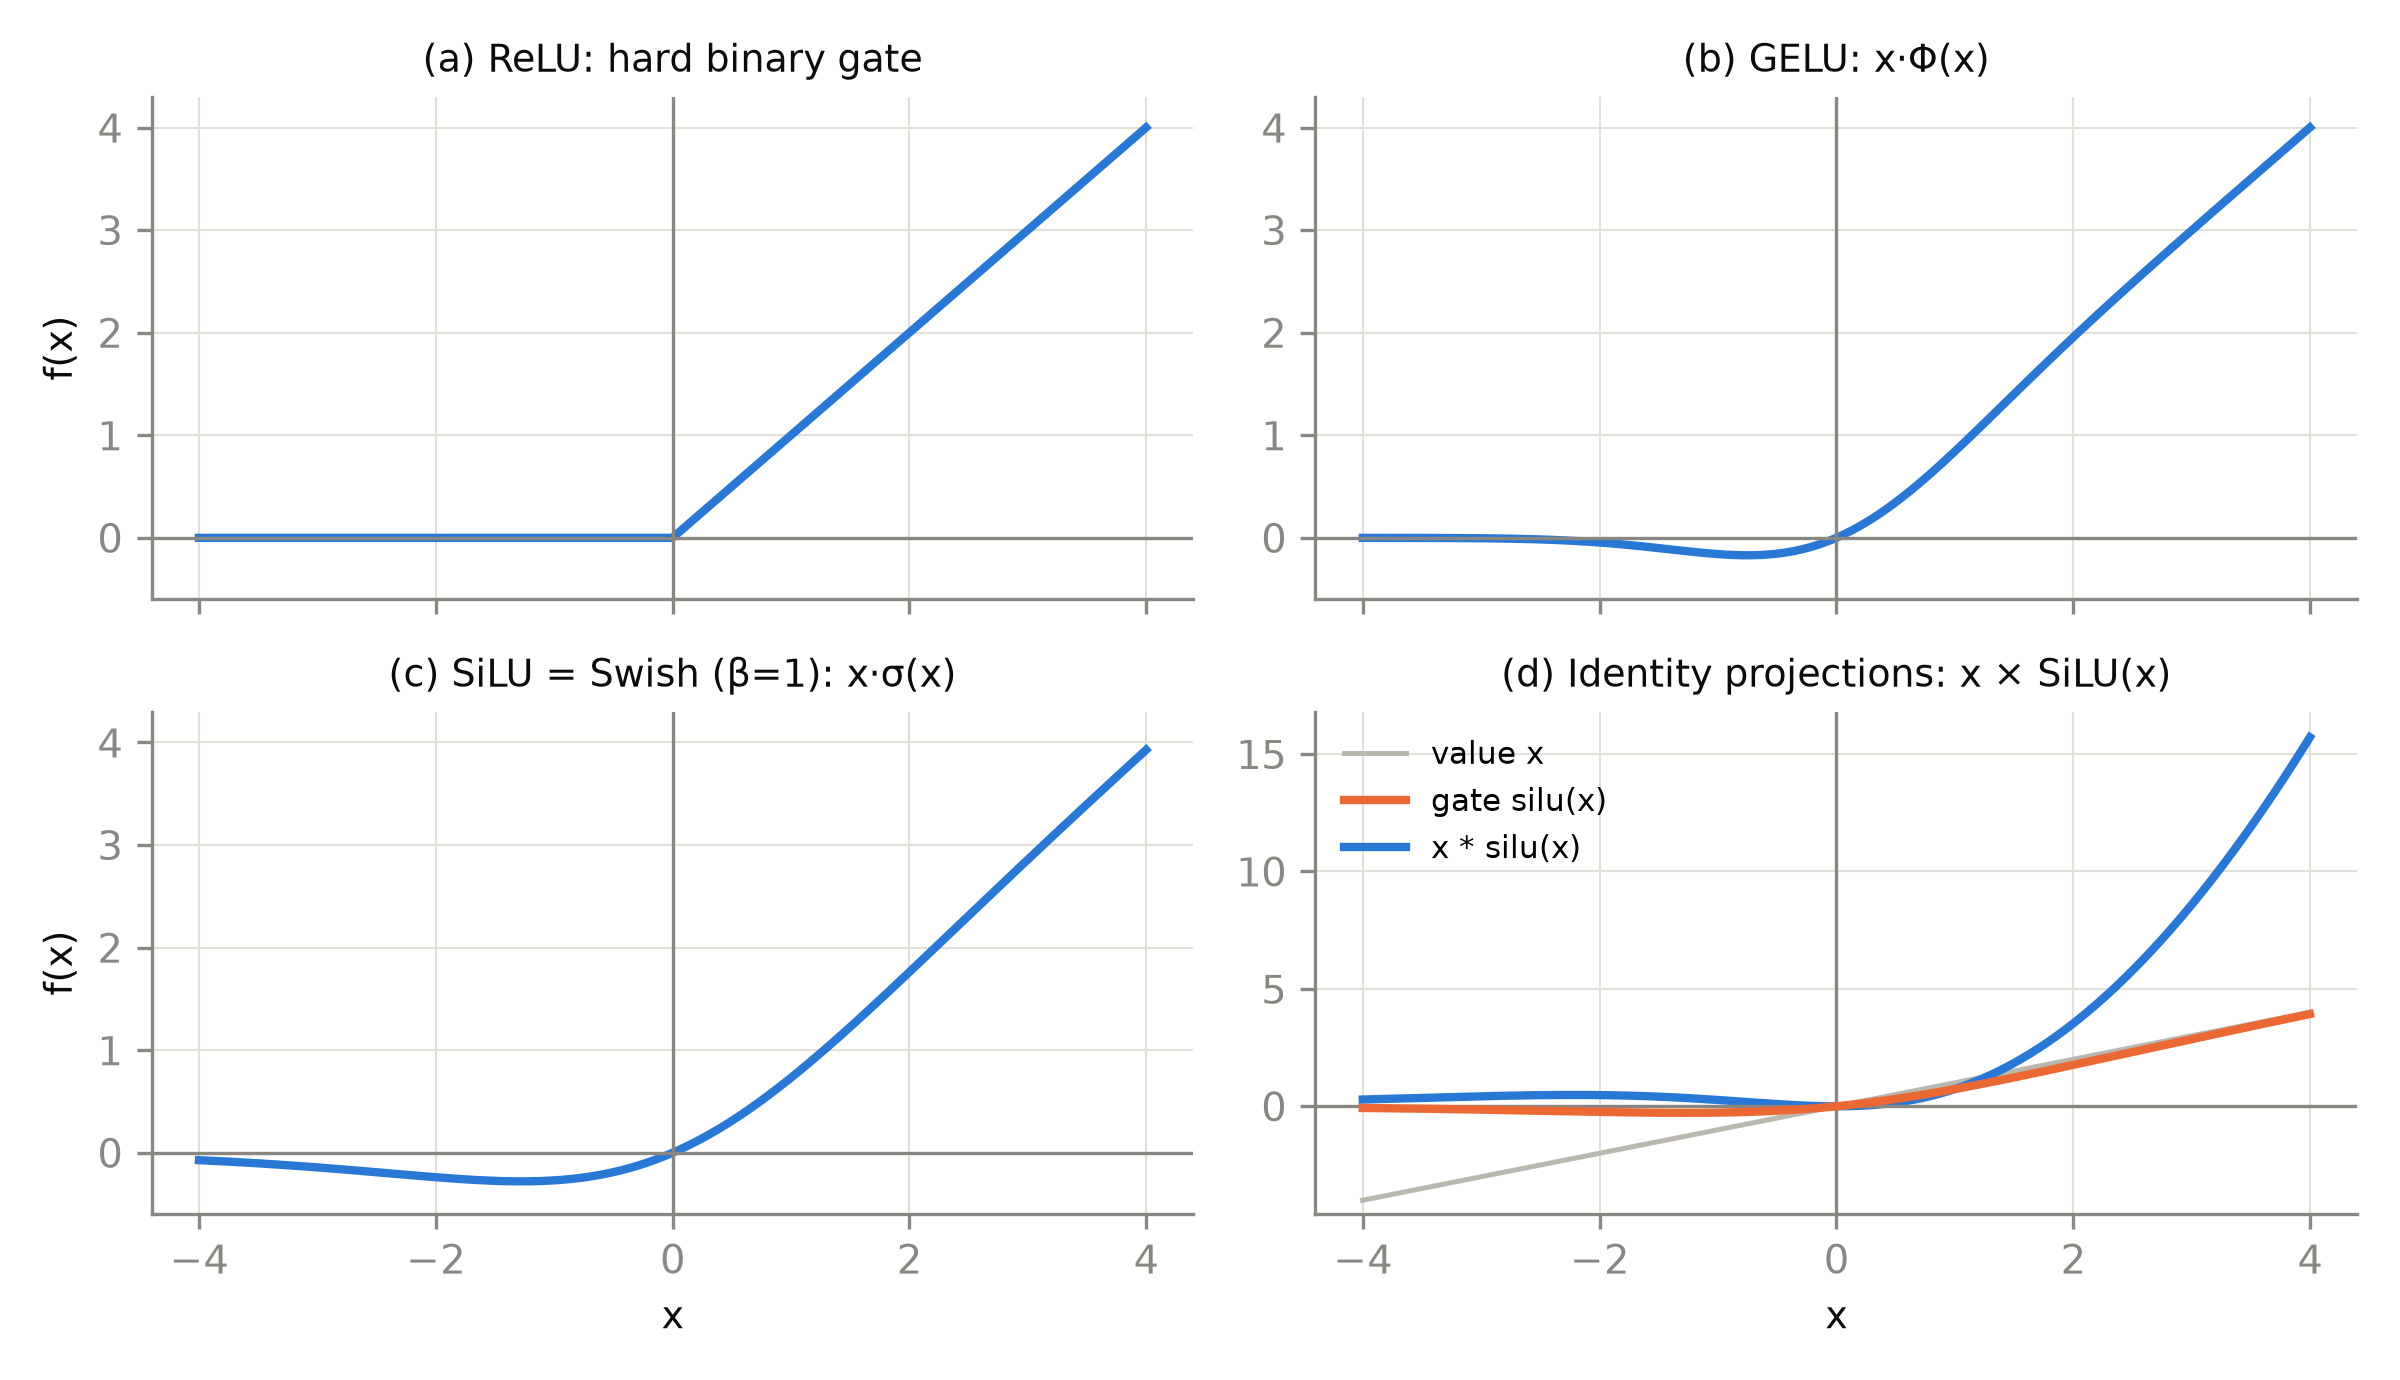 (a) ReLU: hard binary gate
4
3
2
1
0
f(x)
(b) GELU: x·Φ(x)
4
3
2
1
0
(c) SiLU = Swish (β=1): x·σ(x)
4
3
2
1
0
f(x)
−4 −2 0 2 4
x
(d) Identity projections: x × SiLU(x)
15
10
5
0
value x
gate silu(x)
x * silu(x)
−4 −2 0 2 4
x